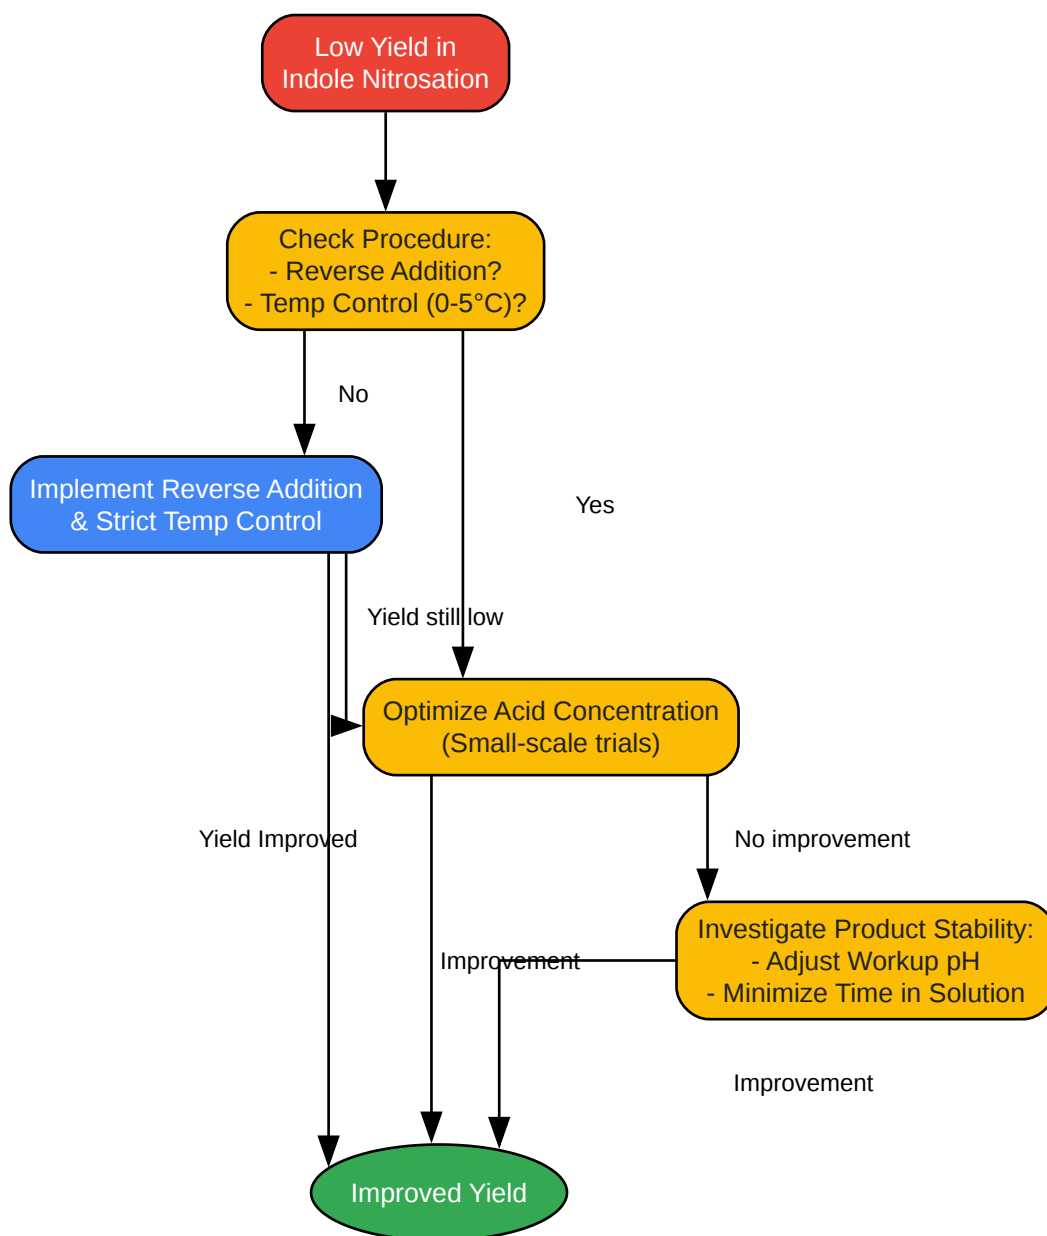 Low Yield in
Indole Nitrosation
Check Procedure:
- Reverse Addition?
- Temp Control (0-5°C)?
No
Implement Reverse Addition
& Strict Temp Control
Yes
Yield still low
Optimize Acid Concentration
(Small-scale trials)
Yield Improved
No improvement
Investigate Product Stability:
- Adjust Workup pH
- Minimize Time in Solution
Improvement
Improvement
Improved Yield